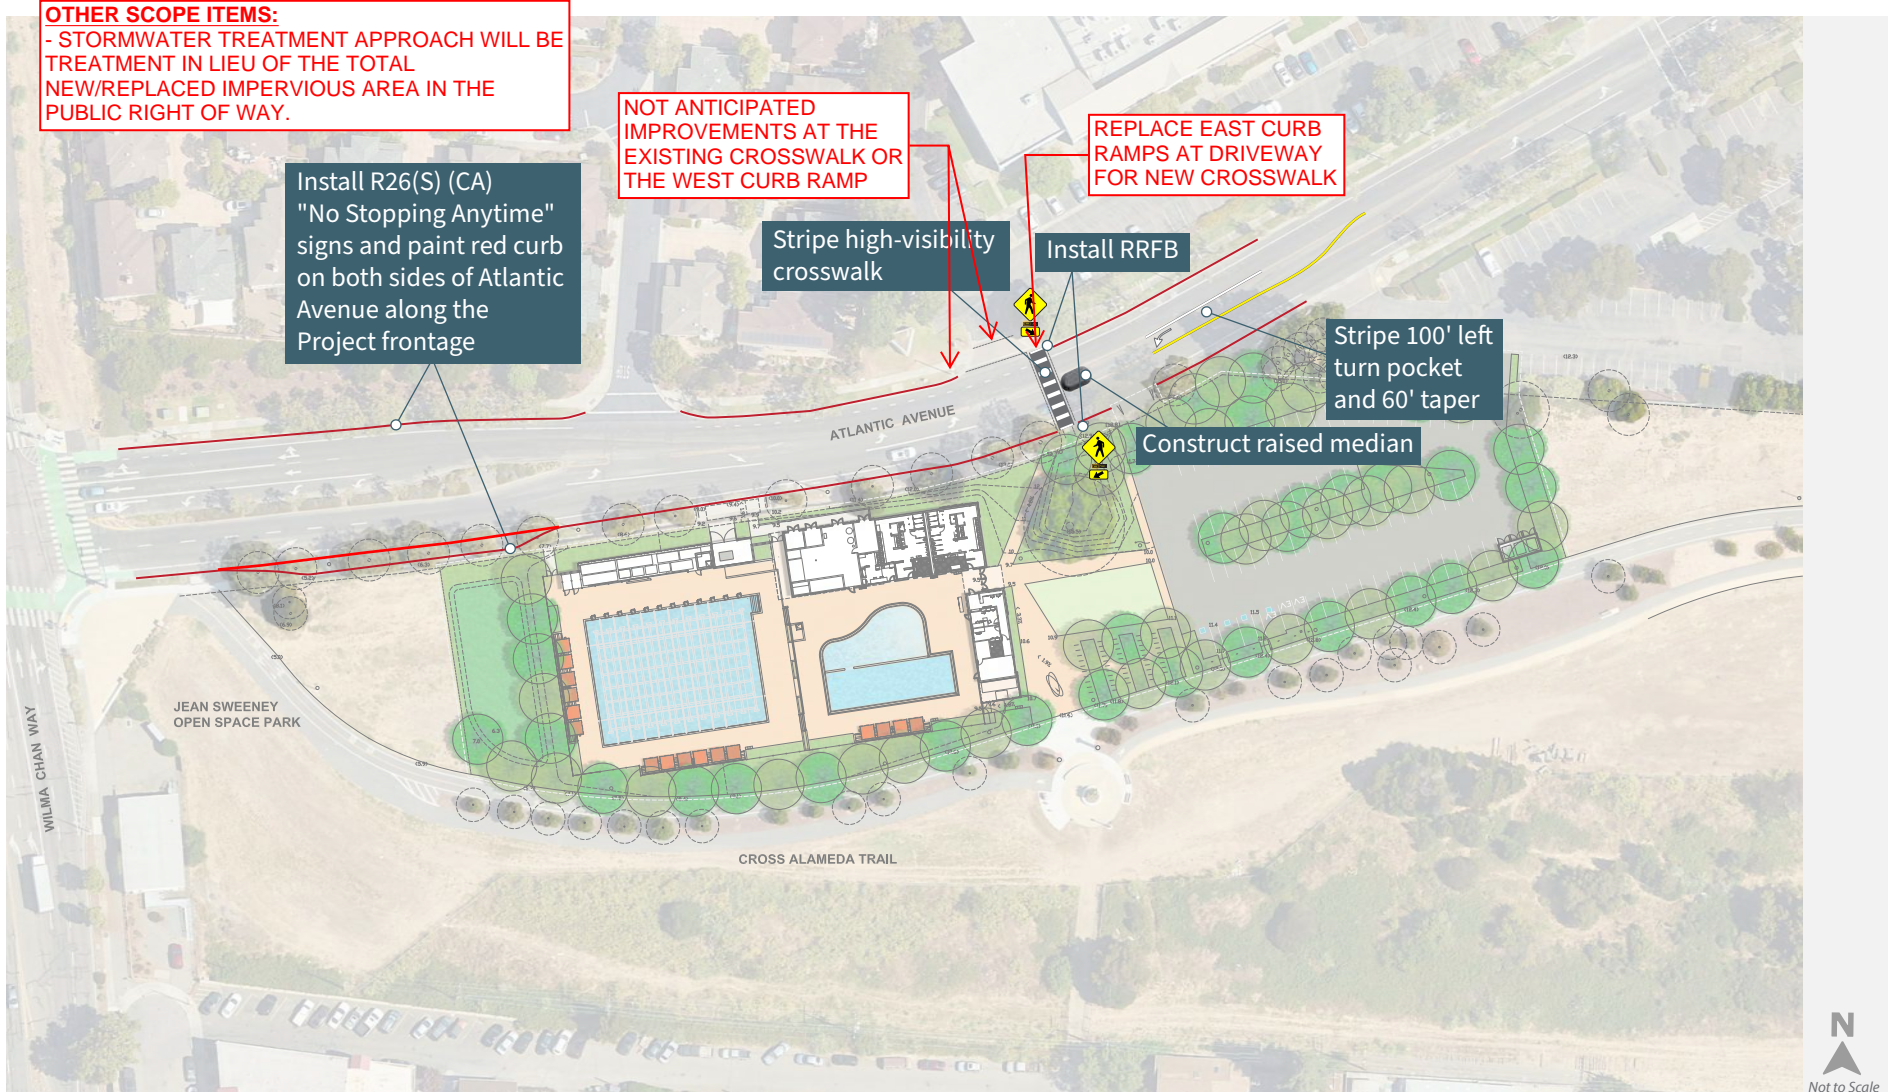 OTHER SCOPE ITEMS:
- STORMWATER TREATMENT APPROACH WILL BE
TREATMENT IN LIEU OF THE TOTAL
NEW/REPLACED IMPERVIOUS AREA IN THE
PUBLIC RIGHT OF WAY.
NOT ANTICIPATED
IMPROVEMENTS AT THE
EXISTING CROSSWALK OR
THE WEST CURB RAMP
REPLACE EAST CURB
RAMPS AT DRIVEWAY
FOR NEW CROSSWALK
Install R26(S) (CA)
"No Stopping Anytime"
signs and paint red curb
on both sides of Atlantic
Avenue along the
Project frontage
Stripe high-visibility
crosswalk
Install RRFB
Stripe 100' left
turn pocket
and 60' taper
Construct raised median
ATLANTIC AVENUE
JEAN SWEENEY
OPEN SPACE PARK
WILMA CHAN WAY
CROSS ALAMEDA TRAIL
N
Not to Scale